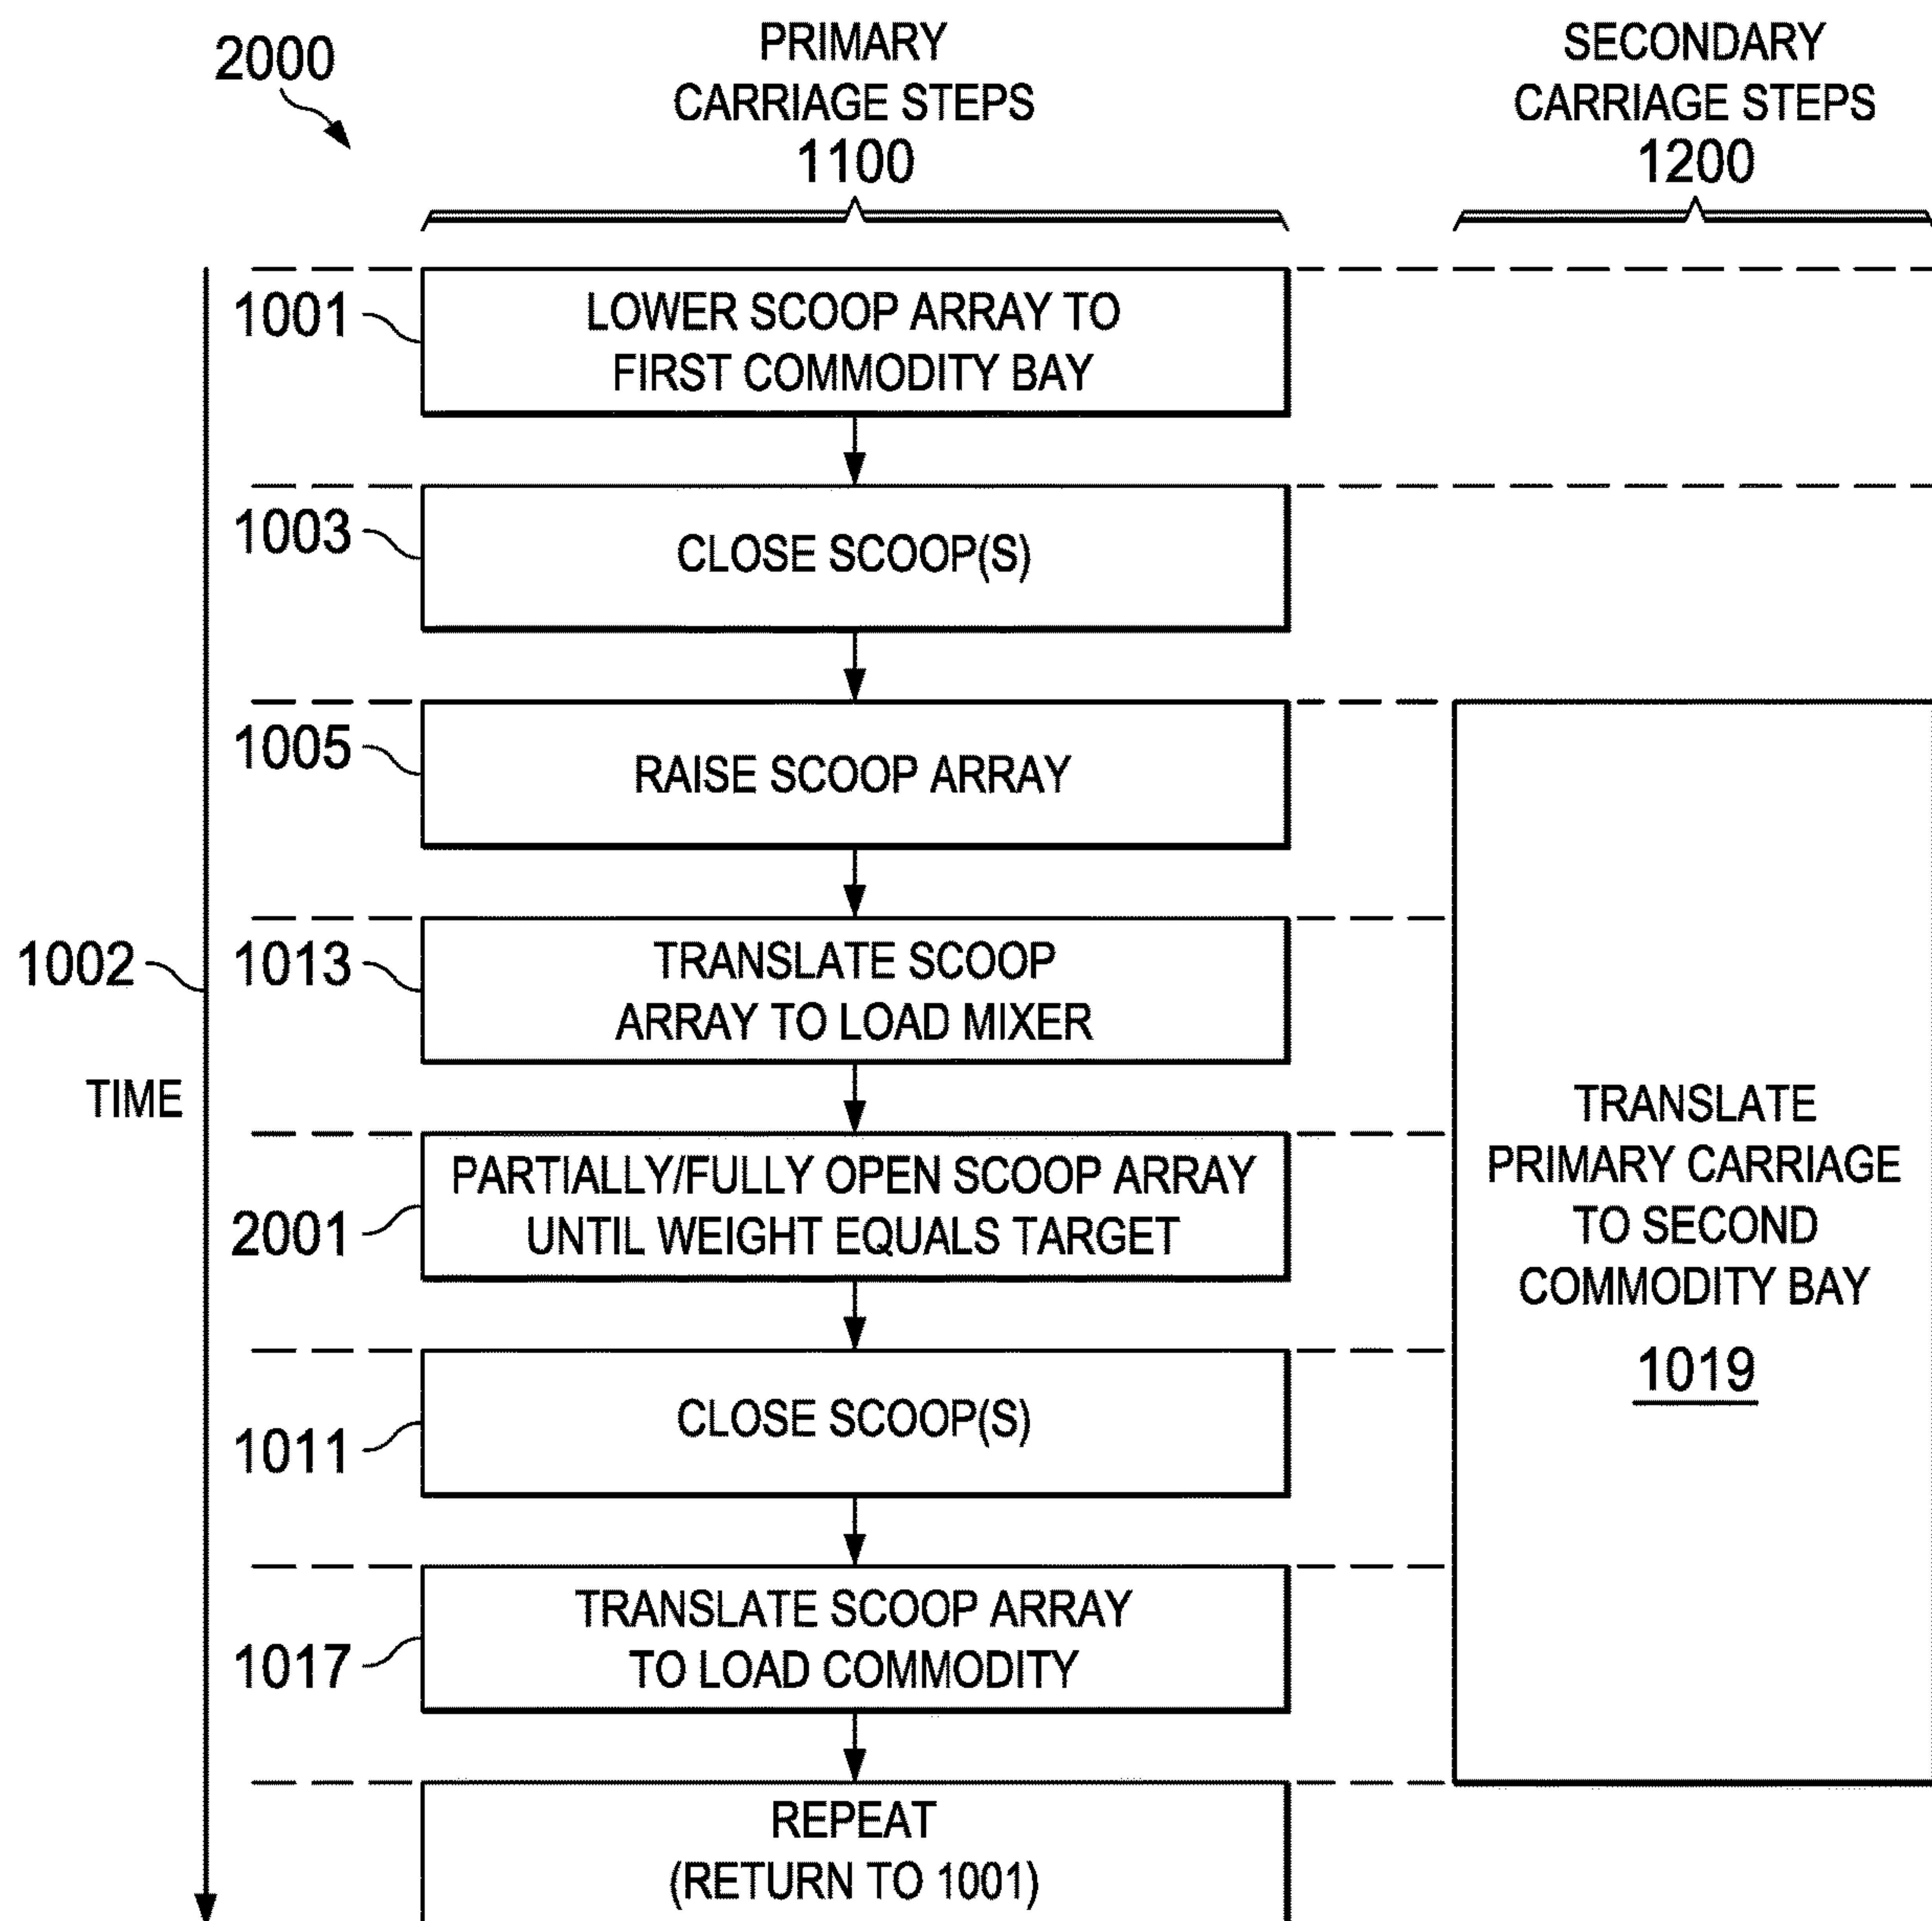 2000
PRIMARY
CARRIAGE STEPS
1100
SECONDARY
CARRIAGE STEPS
1200
1001
LOWER SCOOP ARRAY TO
FIRST COMMODITY BAY
1003
CLOSE SCOOP(S)
1005
RAISE SCOOP ARRAY
1002
TIME
1013
TRANSLATE SCOOP
ARRAY TO LOAD MIXER
2001
PARTIALLY/FULLY OPEN SCOOP ARRAY
UNTIL WEIGHT EQUALS TARGET
1011
CLOSE SCOOP(S)
1017
TRANSLATE SCOOP ARRAY
TO LOAD COMMODITY
REPEAT
(RETURN TO 1001)
TRANSLATE
PRIMARY CARRIAGE
TO SECOND
COMMODITY BAY
1019